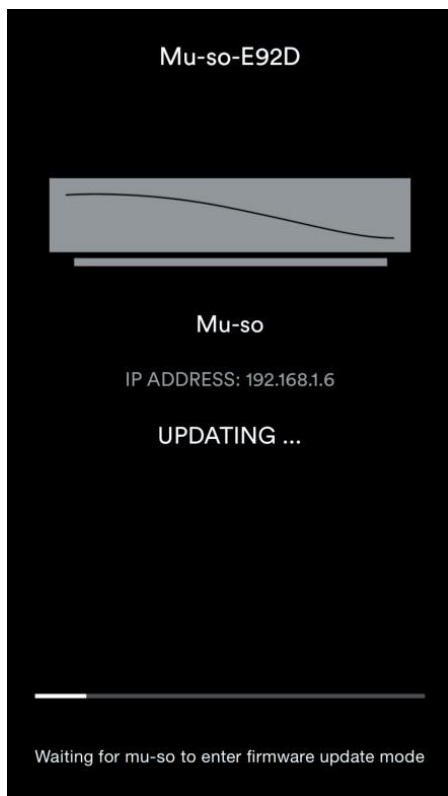 Mu-so-E92D
Mu-so
IP ADDRESS: 192.168.1.6
UPDATING ...
Waiting for mu-so to enter firmware update mode